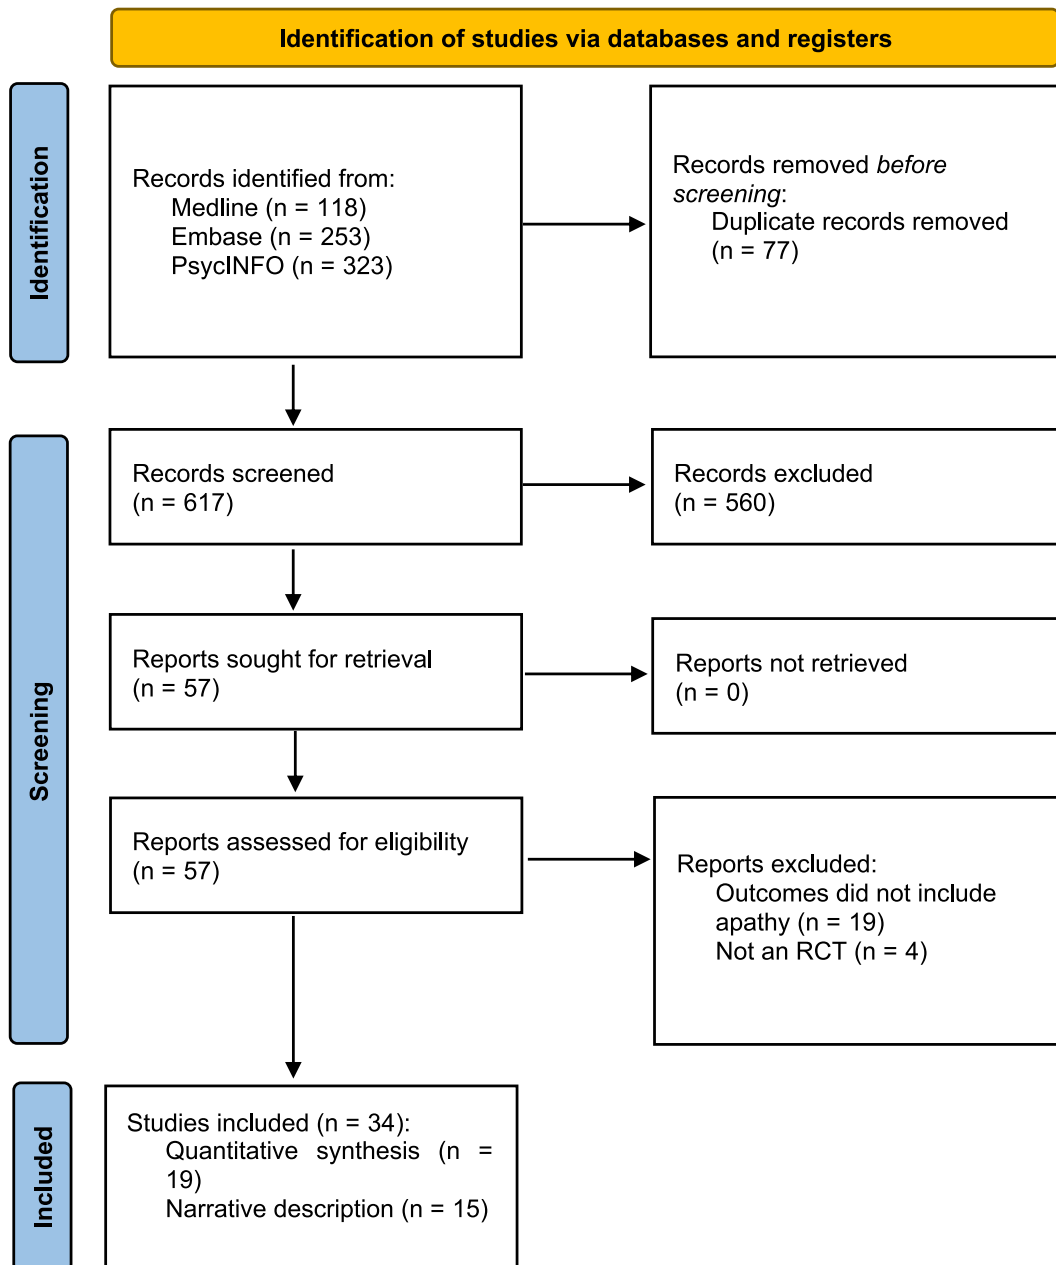 Identification of studies via databases and registers
Identification
Records identified from:
Medline (n = 118)
Embase (n = 253)
PsycINFO (n = 323)
Records removed before
screening:
Duplicate records removed
(n = 77)
Screening
Records screened
(n = 617)
Records excluded
(n = 560)
Reports sought for retrieval
(n = 57)
Reports not retrieved
(n = 0)
Reports assessed for eligibility
(n = 57)
Reports excluded:
Outcomes did not include
apathy (n = 19)
Not an RCT (n = 4)
Included
Studies included (n = 34):
Quantitative synthesis (n =
19)
Narrative description (n = 15)